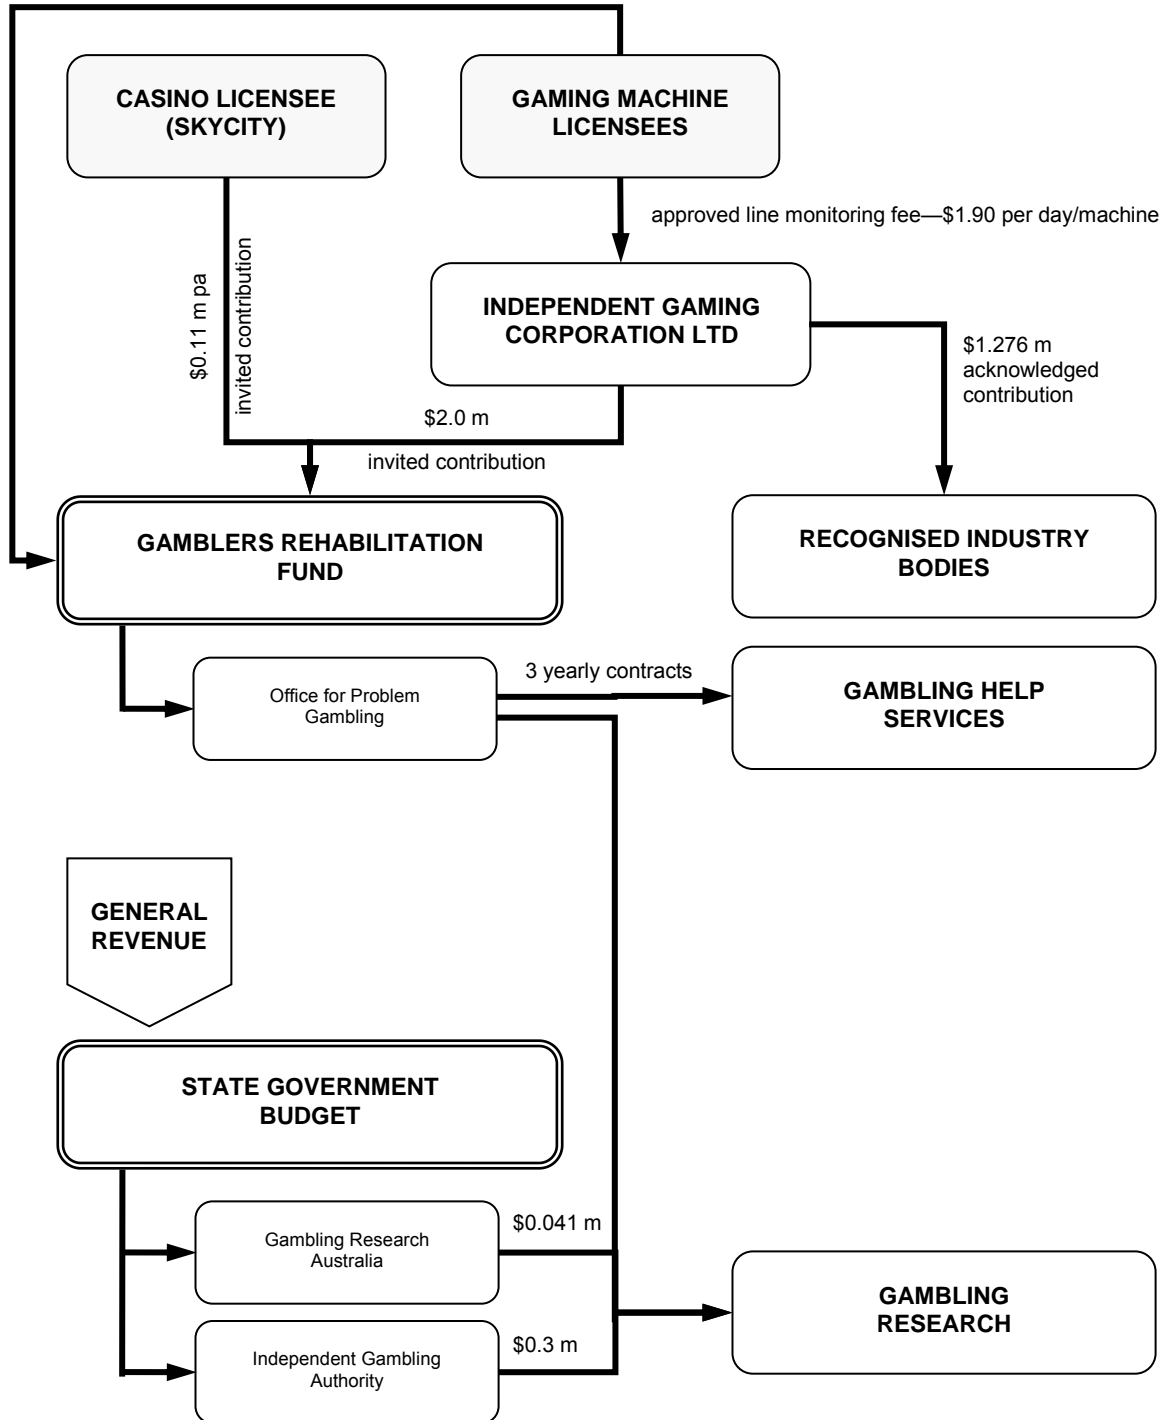 CASINO LICENSEE
(SKYCITY)
GAMING MACHINE
LICENSEES
approved line monitoring fee—$1.90 per day/machine
$0.11 m pa
invited contribution
INDEPENDENT GAMING
CORPORATION LTD
$1.276 m
acknowledged
contribution
$2.0 m
invited contribution
GAMBLERS REHABILITATION
FUND
RECOGNISED INDUSTRY
BODIES
Office for Problem
Gambling
3 yearly contracts
GAMBLING HELP
SERVICES
GENERAL
REVENUE
STATE GOVERNMENT
BUDGET
Gambling Research
Australia
$0.041 m
Independent Gambling
Authority
$0.3 m
GAMBLING
RESEARCH